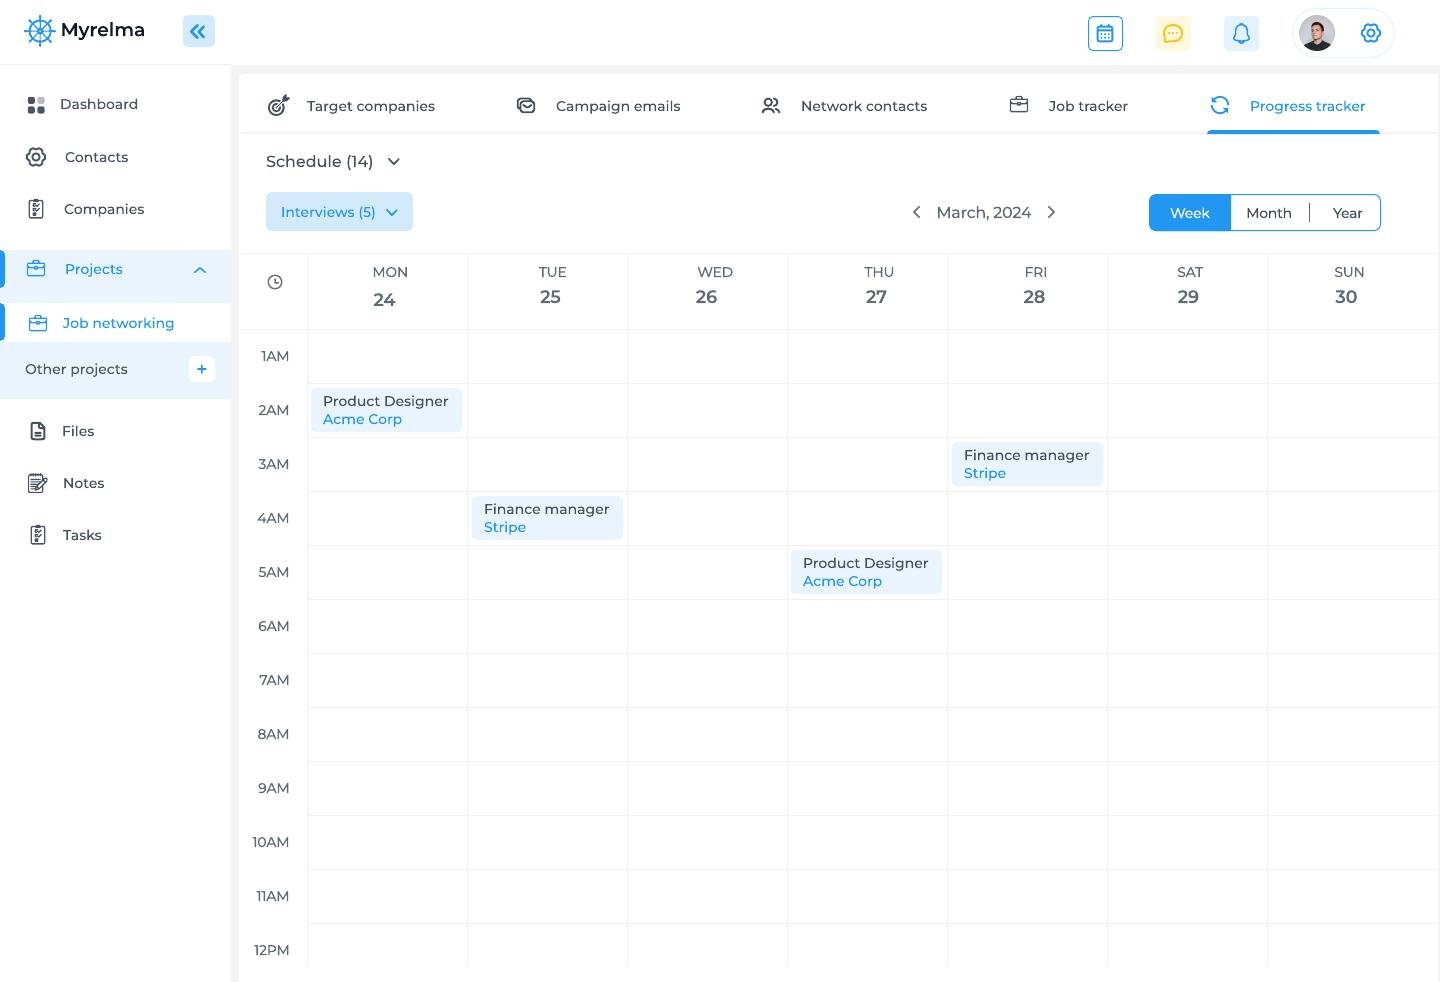 Myrelma
Dashboard
Contacts
Companies
Projects
Job networking
Other projects
+
Files
Notes
Tasks
Target companies
Campaign emails
Network contacts
Job tracker
Progress tracker
Schedule (14)
Interviews (5)
March, 2024
Week
Month
Year
MON
24
TUE
25
WED
26
THU
27
FRI
28
SAT
29
SUN
30
1AM
2AM
Product Designer
Acme Corp
3AM
Finance manager
Stripe
4AM
Finance manager
Stripe
5AM
Product Designer
Acme Corp
6AM
7AM
8AM
9AM
10AM
11AM
12PM